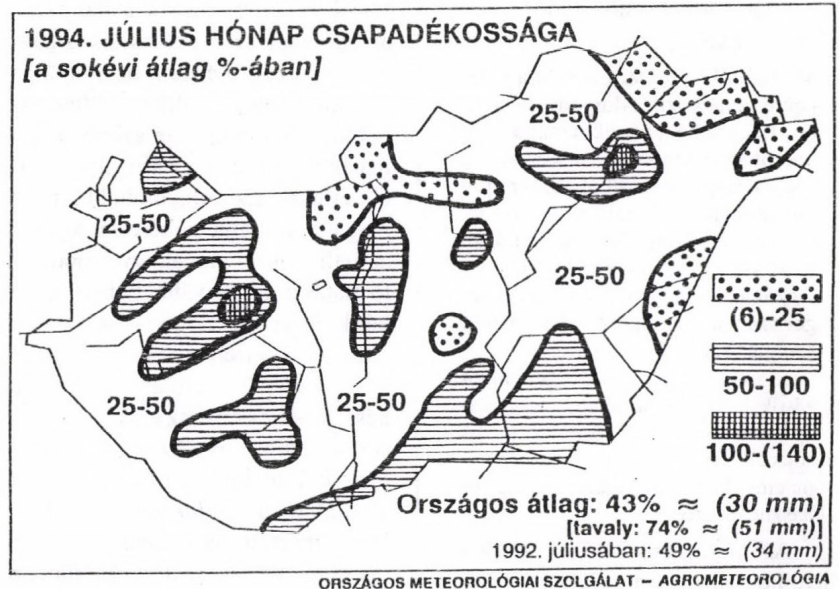 1994. JÚLIUS HÓNAP CSAPADÉKOSSÁGA
[a sokévi átlag %-ában]
25-50
25-50
25-50
(6)-25
50-100
25-50
25-50
100-(140)
Országos átlag: 43% ≈ (30 mm)
[tavaly: 74% ≈ (51 mm)]
1992. júliusában: 49% ≈ (34 mm)
ORSZÁGOS METEOROLÓGIAI SZOLGÁLAT – AGROMETEOROLÓGIA